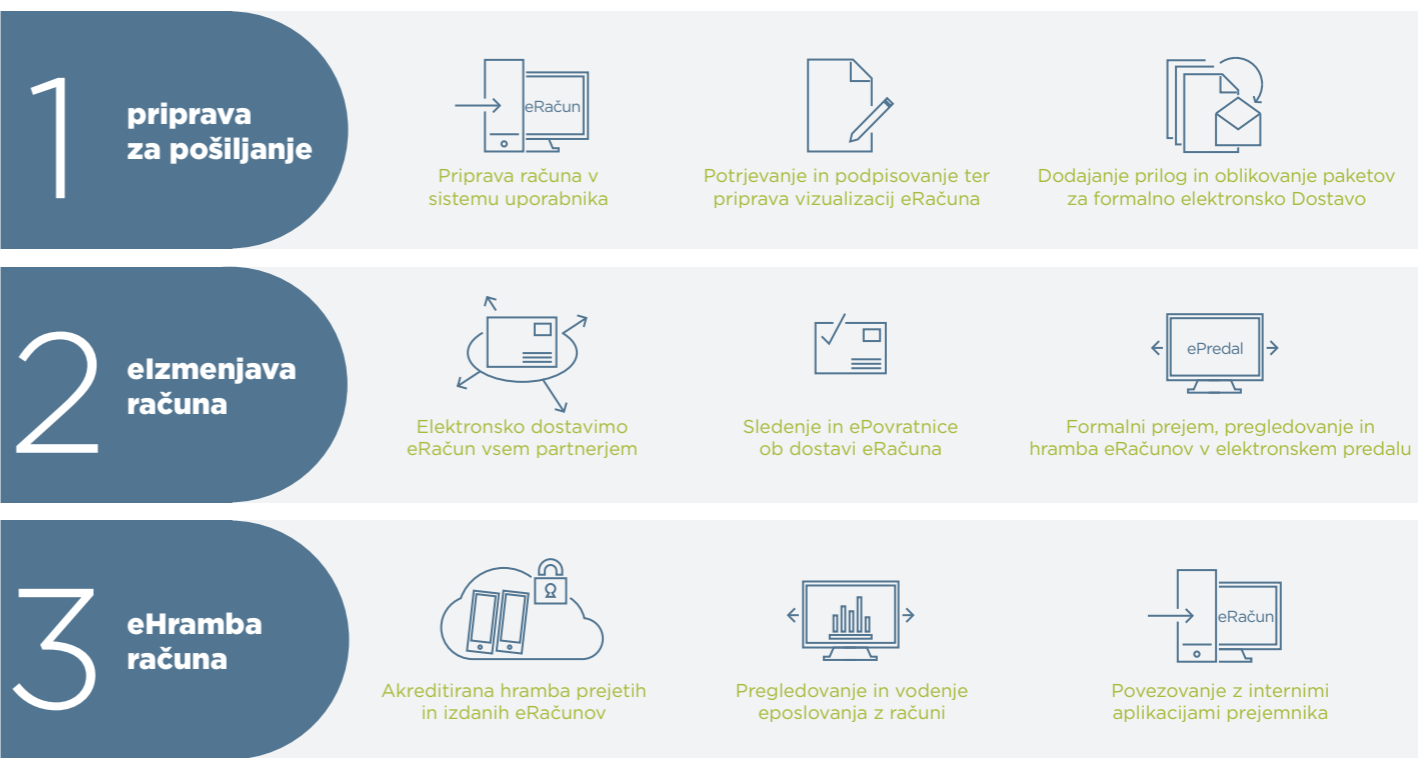 1
priprava
za pošiljanje
eRačun
Priprava računa v
sistemu uporabnika
Potrjevanje in podpisovanje ter
priprava vizualizacij eRačuna
Dodajanje prilog in oblikovanje paketov
za formalno elektronsko Dostavo
2
eIzmenjava
računa
Elektronsko dostavimo
eRačun vsem partnerjem
Sledenje in ePovratnice
ob dostavi eRačuna
ePredal
Formalni prejem, pregledovanje in
hramba eRačunov v elektronskem predalu
3
eHramba
računa
Akreditirana hramba prejetih
in izdanih eRačunov
Pregledovanje in vodenje
eposlovanja z računi
eRačun
Povezovanje z internimi
aplikacijami prejemnika